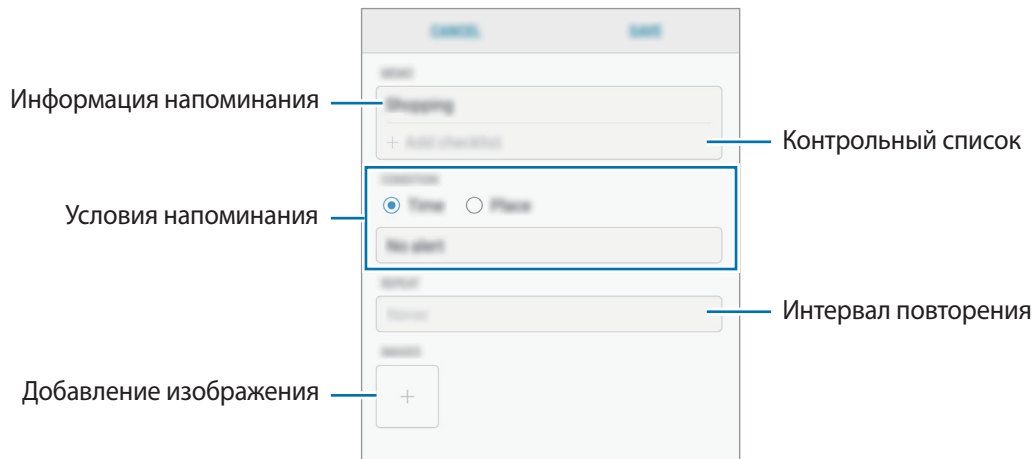 CANCEL
SAVE
MEMO
Информация напоминания
Shopping
+ Add checklist
Контрольный список
CONDITION
Time
Place
Условия напоминания
No alert
REPEAT
Интервал повторения
Never
IMAGES
Добавление изображения
+